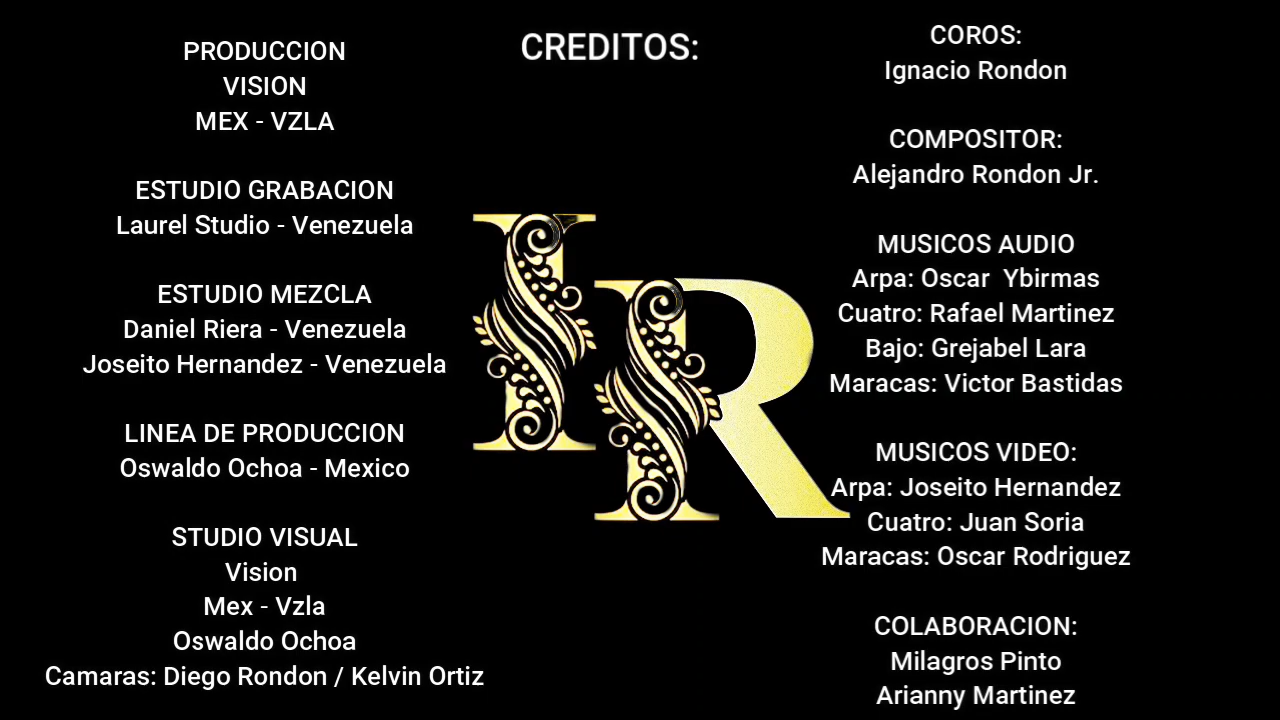 CREDITOS:
PRODUCCION
VISION
MEX - VZLA
ESTUDIO GRABACION
Laurel Studio - Venezuela
ESTUDIO MEZCLA
Daniel Riera - Venezuela
Joseito Hernandez - Venezuela
LINEA DE PRODUCCION
Oswaldo Ochoa - Mexico
STUDIO VISUAL
Vision
Mex - Vzla
Oswaldo Ochoa
Camaras: Diego Rondon / Kelvin Ortiz
IR
COROS:
Ignacio Rondon
COMPOSITOR:
Alejandro Rondon Jr.
MUSICOS AUDIO
Arpa: Oscar  Ybirmas
Cuatro: Rafael Martinez
Bajo: Grejabel Lara
Maracas: Victor Bastidas
MUSICOS VIDEO:
Arpa: Joseito Hernandez
Cuatro: Juan Soria
Maracas: Oscar Rodriguez
COLABORACION:
Milagros Pinto
Arianny Martinez